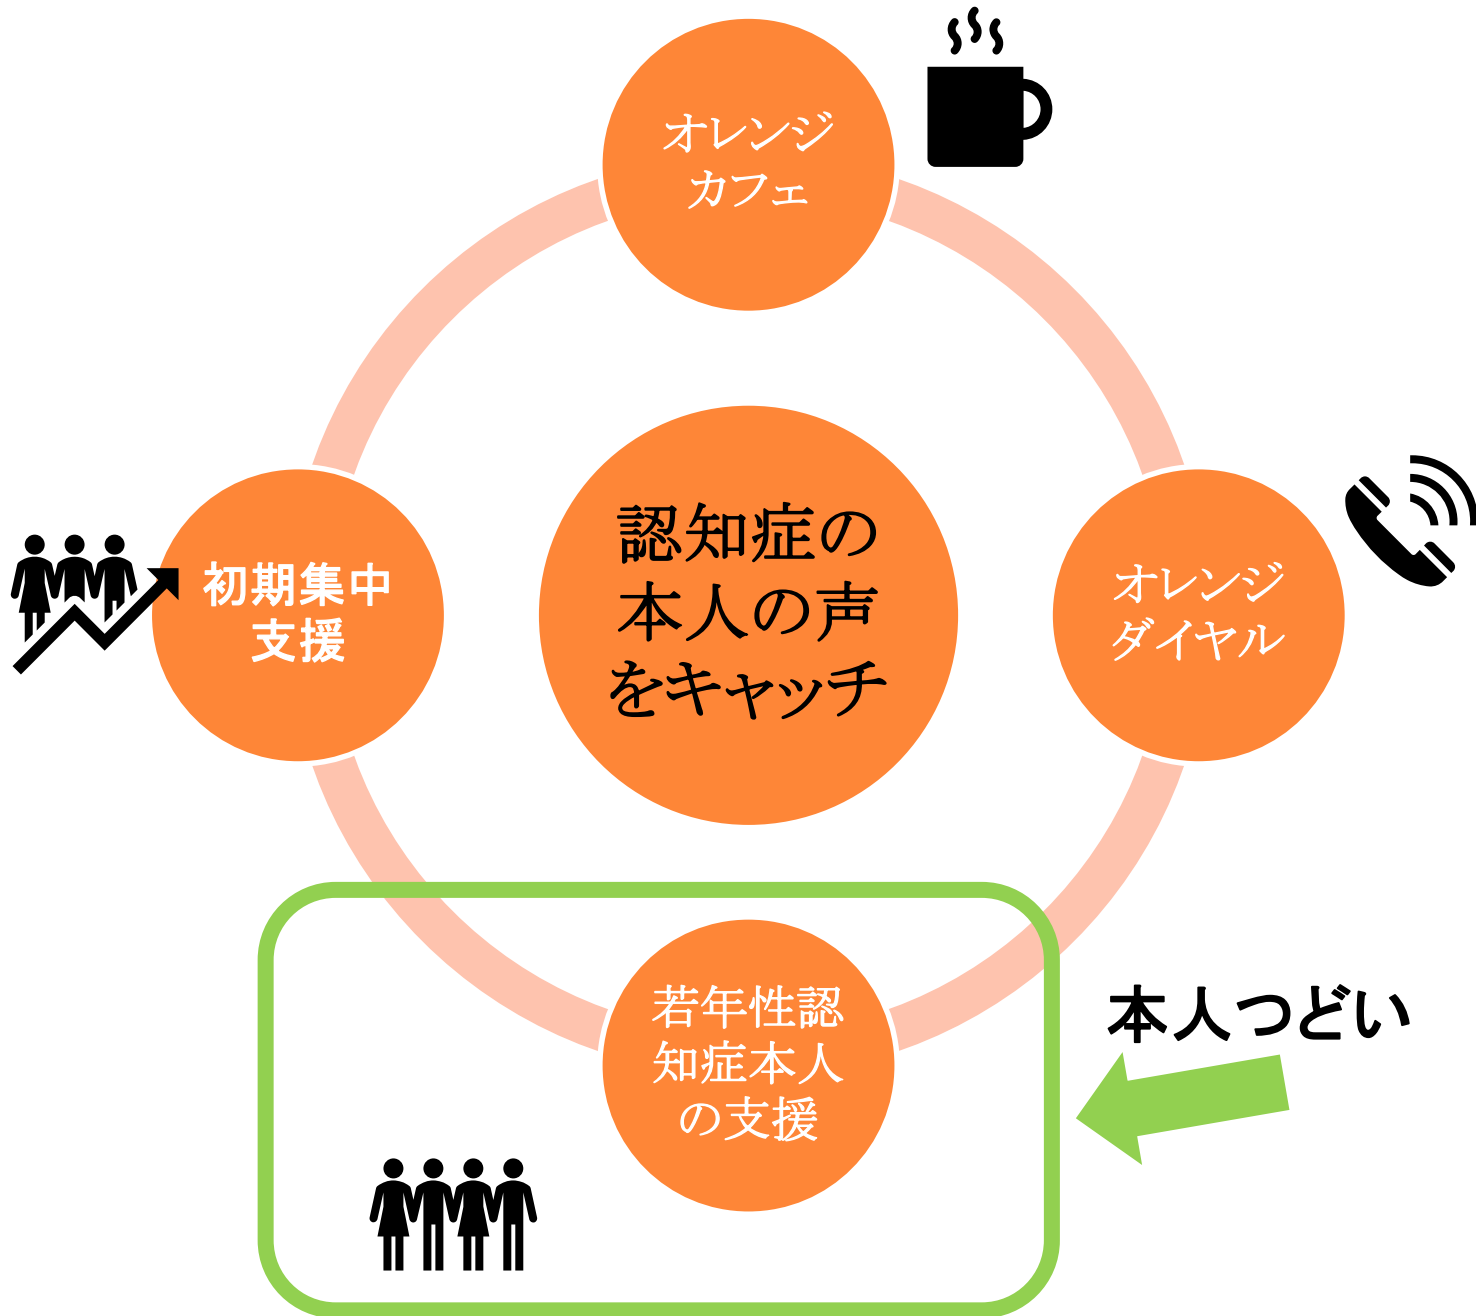 オレンジ
カフェ
認知症の
本人の声
をキャッチ
初期集中
支援
オレンジ
ダイヤル
若年性認
知症本人
の支援
本人つどい